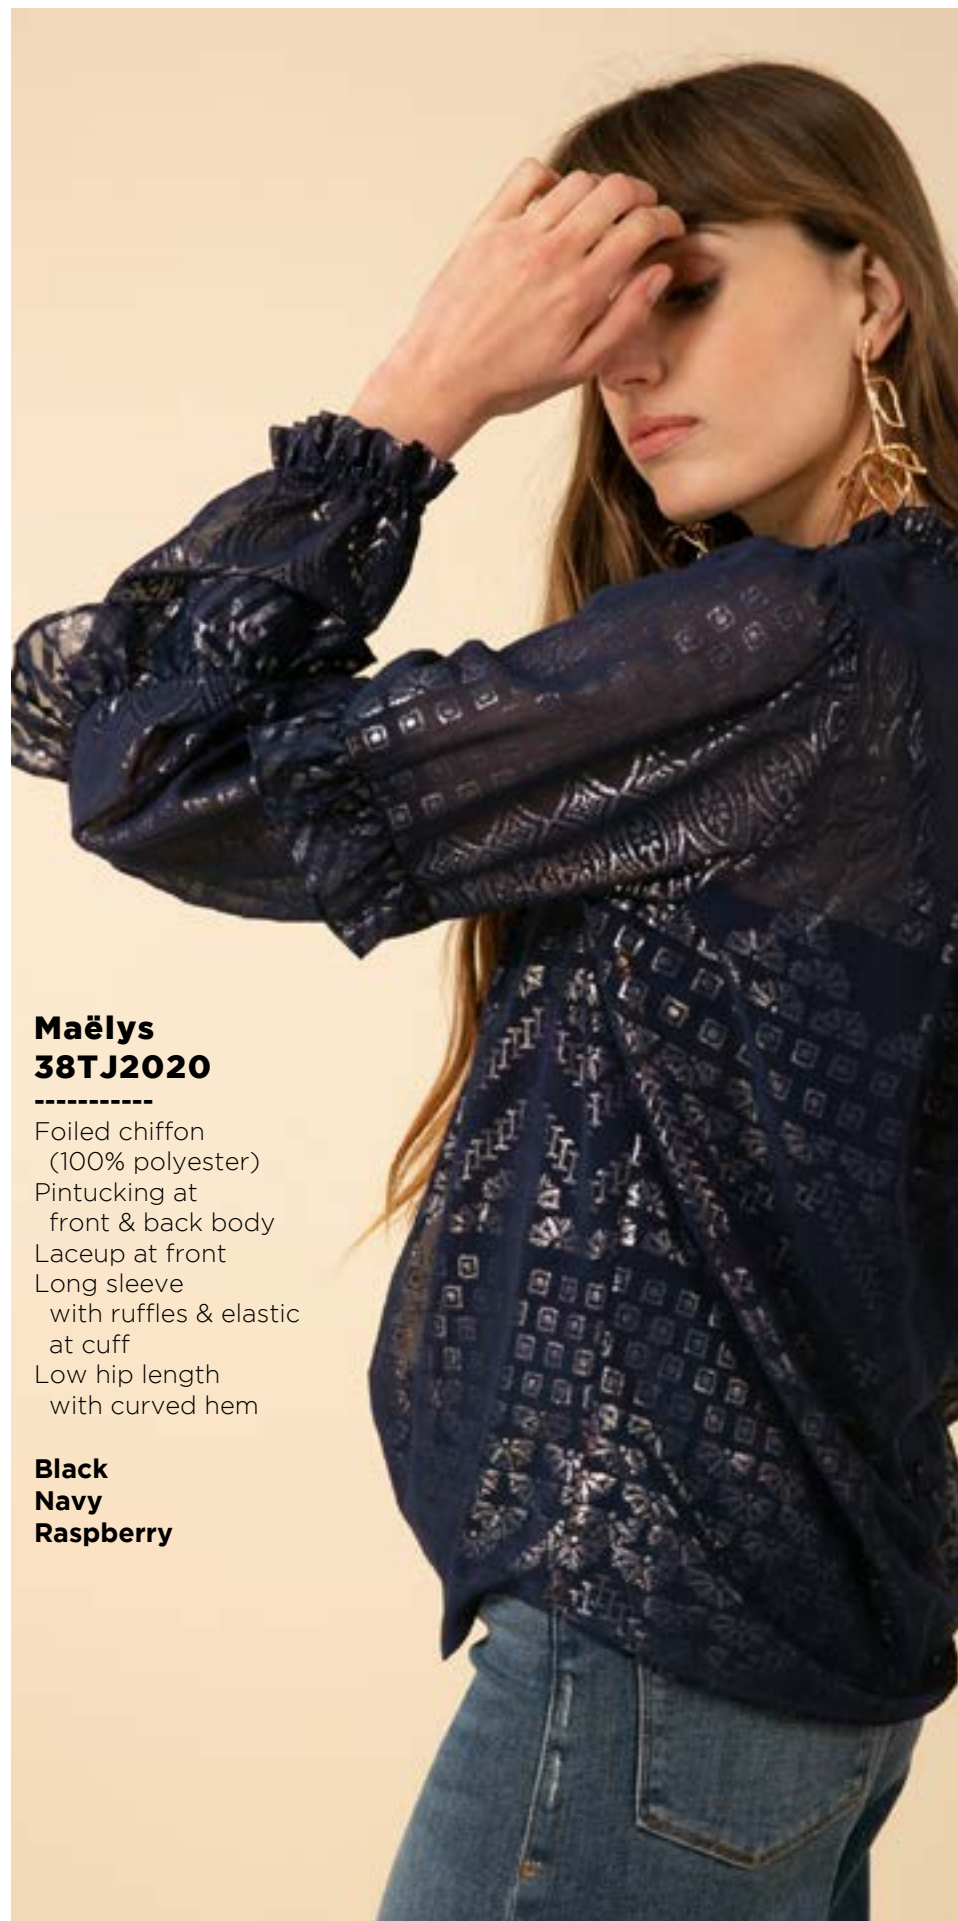 Maëlys
38TJ2020
-----------
Foiled chiffon
(100% polyester)
Pintucking at
front & back body
Laceup at front
Long sleeve
with ruffles & elastic
at cuff
Low hip length
with curved hem
Black
Navy
Raspberry